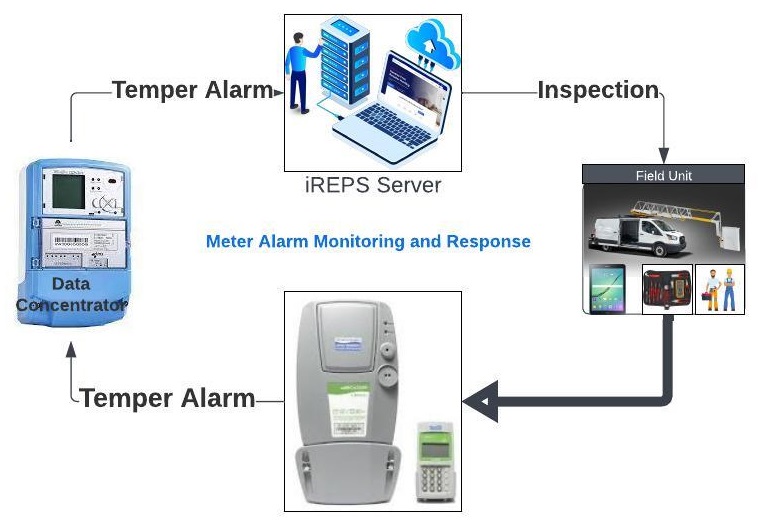 Temper Alarm
Inspection
iREPS Server
Field Unit
Meter Alarm Monitoring and Response
Data
Concentrator
Temper Alarm